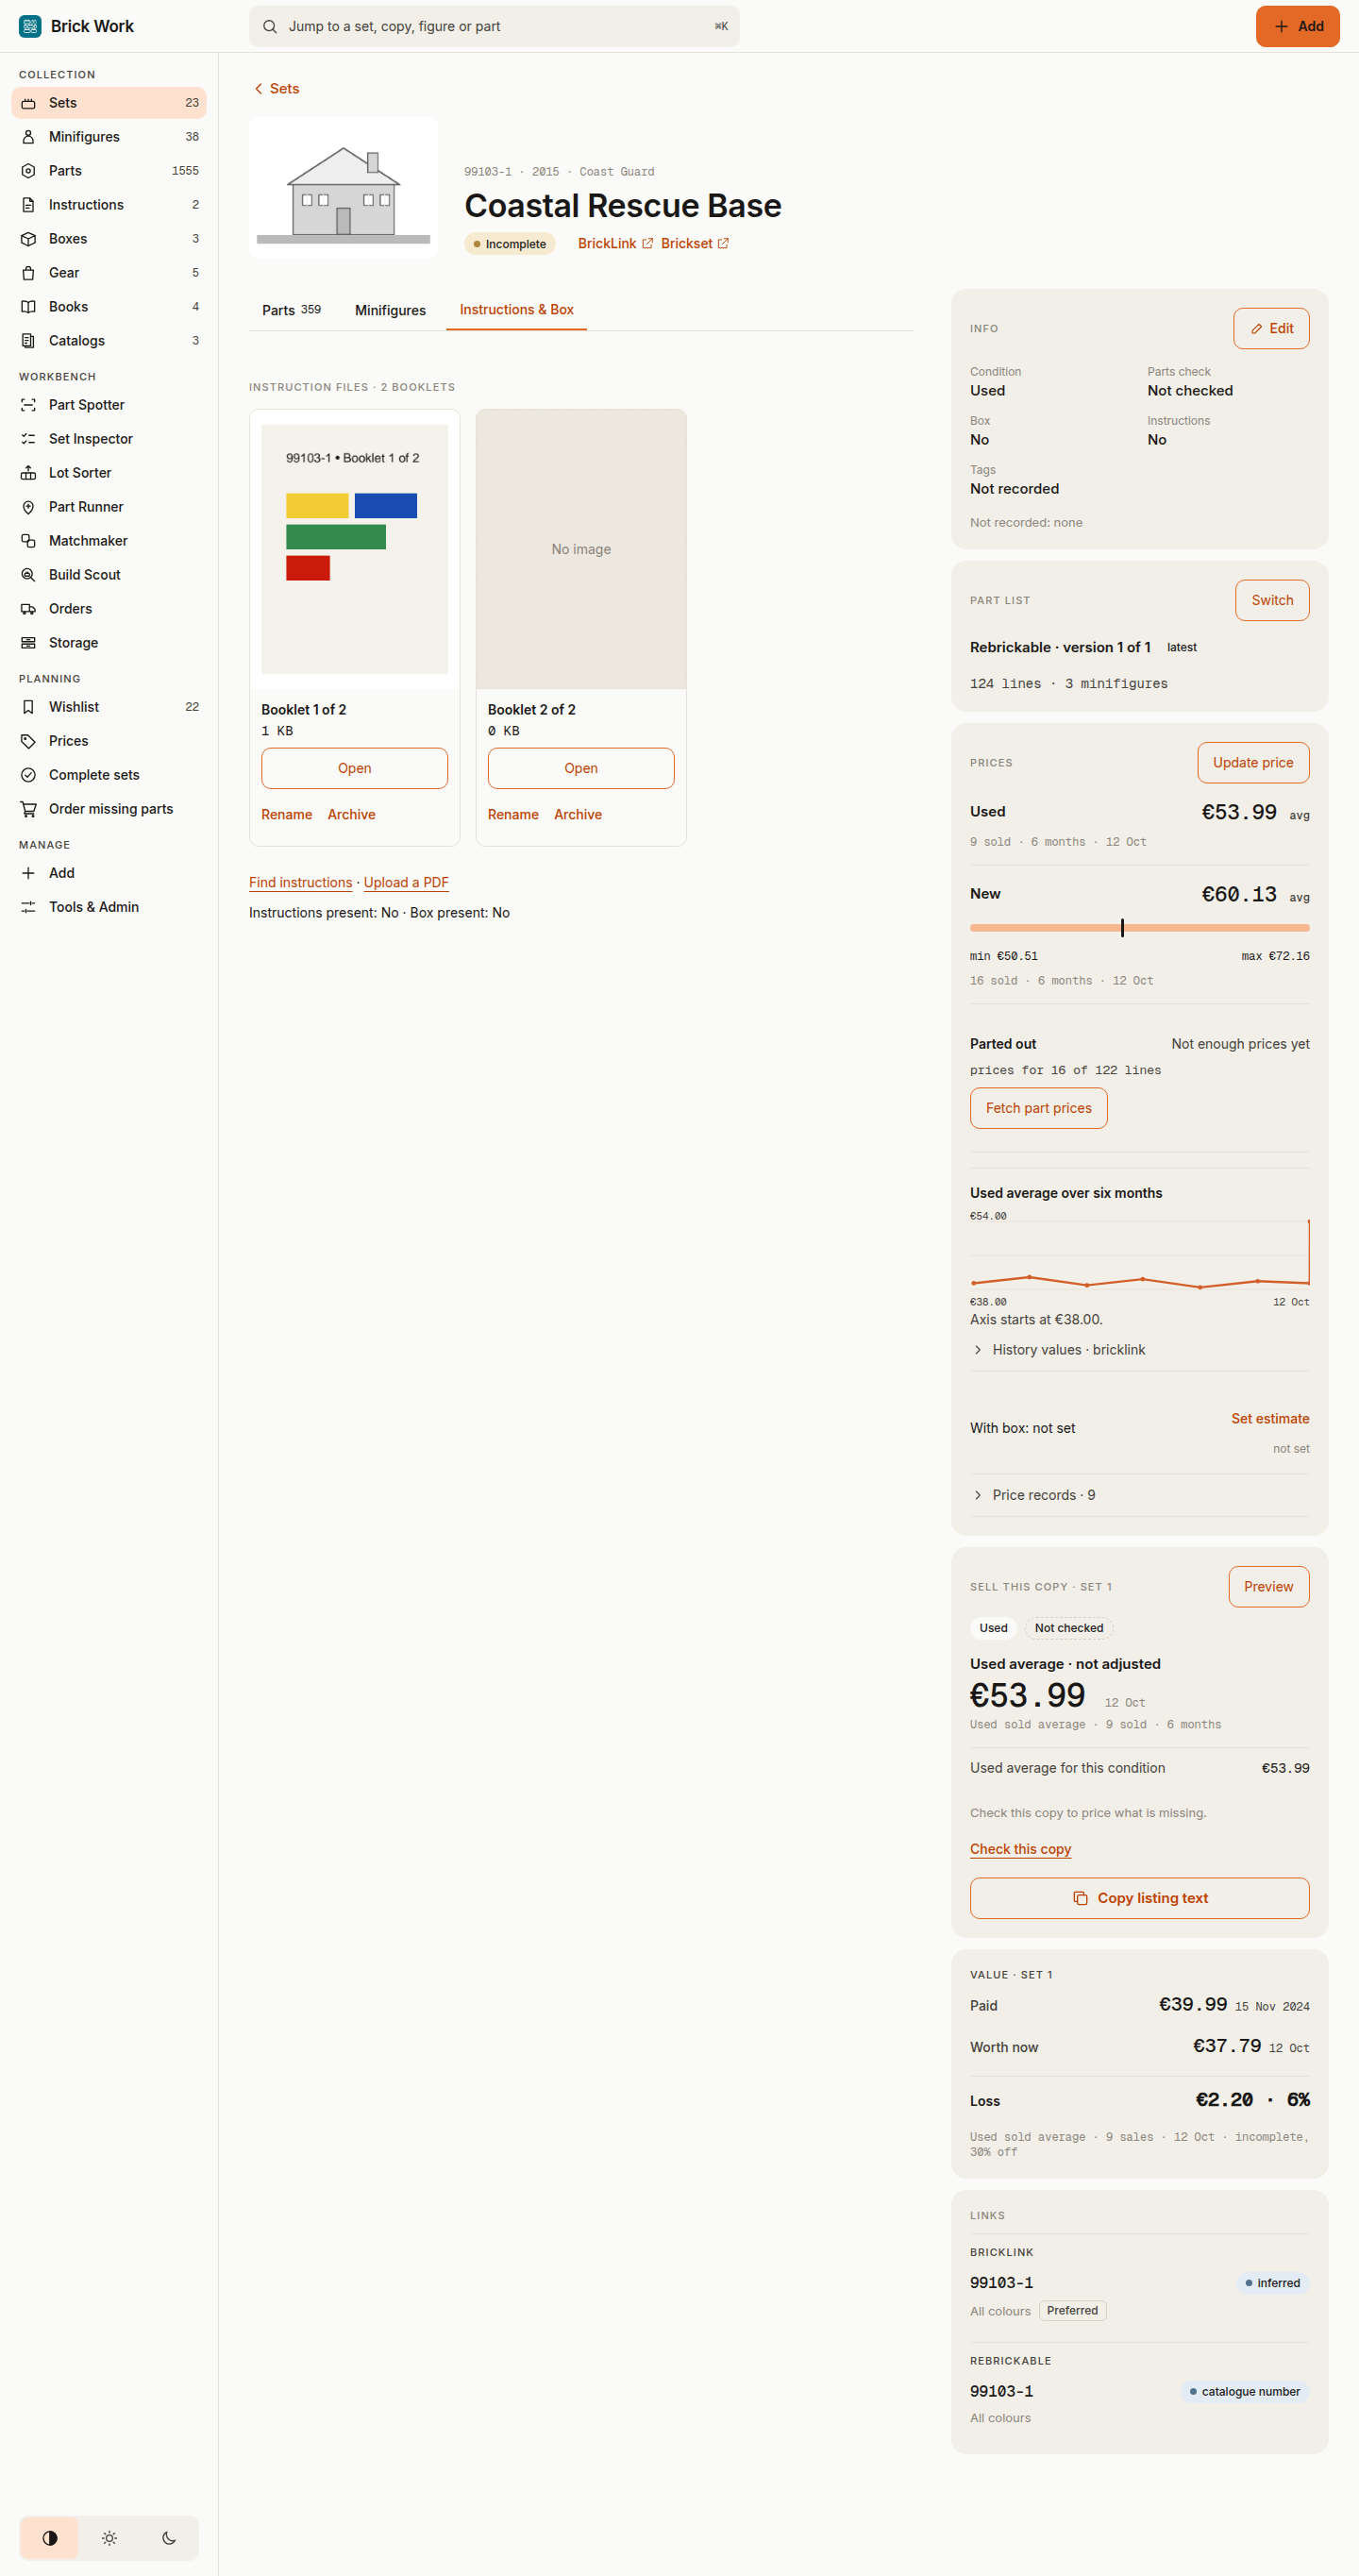 Brick Work
Jump to a set, copy, figure or part
⌘K
Add
COLLECTION
Sets 23
Minifigures 38
Parts 1555
Instructions 2
Boxes 3
Gear 5
Books 4
Catalogs 3
WORKBENCH
Part Spotter
Set Inspector
Lot Sorter
Part Runner
Matchmaker
Build Scout
Orders
Storage
PLANNING
Wishlist 22
Prices
Complete sets
Order missing parts
MANAGE
Add
Tools & Admin
Sets
99103-1 · 2015 · Coast Guard
Coastal Rescue Base
Incomplete
BrickLink
Brickset
Parts 359
Minifigures
Instructions & Box
INSTRUCTION FILES · 2 BOOKLETS
99103-1 • Booklet 1 of 2
Booklet 1 of 2
1 KB
Open
Rename Archive
No image
Booklet 2 of 2
0 KB
Open
Rename Archive
Find instructions · Upload a PDF
Instructions present: No · Box present: No
INFO
Edit
Condition
Used
Parts check
Not checked
Box
No
Instructions
No
Tags
Not recorded
Not recorded: none
PART LIST
Switch
Rebrickable · version 1 of 1 latest
124 lines · 3 minifigures
PRICES
Update price
Used €53.99 avg
9 sold · 6 months · 12 Oct
New €60.13 avg
min €50.51 max €72.16
16 sold · 6 months · 12 Oct
Parted out Not enough prices yet
prices for 16 of 122 lines
Fetch part prices
Used average over six months
€54.00
€38.00 12 Oct
Axis starts at €38.00.
History values · bricklink
With box: not set
Set estimate
not set
Price records · 9
SELL THIS COPY · SET 1
Preview
Used Not checked
Used average · not adjusted
€53.99 12 Oct
Used sold average · 9 sold · 6 months
Used average for this condition €53.99
Check this copy to price what is missing.
Check this copy
Copy listing text
VALUE · SET 1
Paid €39.99 15 Nov 2024
Worth now €37.79 12 Oct
Loss €2.20 · 6%
Used sold average · 9 sales · 12 Oct · incomplete,
30% off
LINKS
BRICKLINK
99103-1 inferred
All colours Preferred
REBRICKABLE
99103-1 catalogue number
All colours